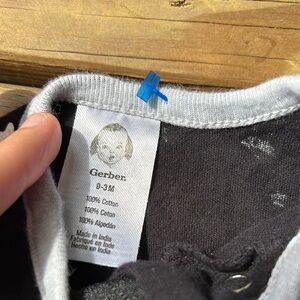 Gerber.
0-3M
100% Cotton
100% Coton
100% Algodón
Made in India
Fabriqué en Inde
Hecho en India